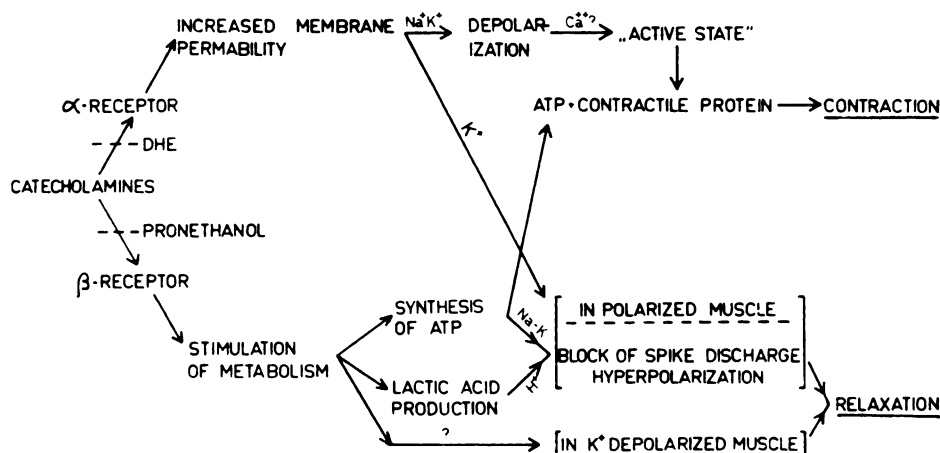 INCREASED MEMBRANE
PERMABILITY
Na⁺K⁺
DEPOLAR-
IZATION
Ca⁺⁺?
„ACTIVE STATE"
α-RECEPTOR
ATP + CONTRACTILE PROTEIN
CONTRACTION
K+
DHE
CATECHOLAMINES
PRONETHANOL
β-RECEPTOR
SYNTHESIS
OF ATP
Na-K
IN POLARIZED MUSCLE
STIMULATION
OF METABOLISM
BLOCK OF SPIKE DISCHARGE
HYPERPOLARIZATION
LACTIC ACID
PRODUCTION
H⁺
RELAXATION
?
[IN K⁺ DEPOLARIZED MUSCLE]